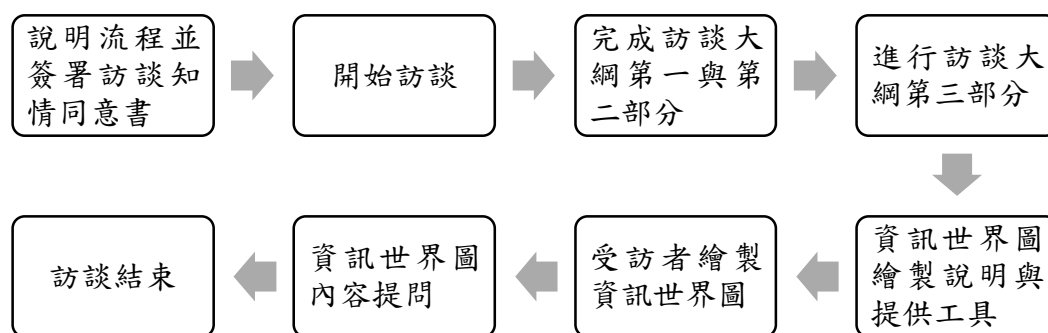 說明流程並
簽署訪談知
情同意書
開始訪談
完成訪談大
綱第一與第
二部分
進行訪談大
綱第三部分
資訊世界圖
繪製說明與
提供工具
受訪者繪製
資訊世界圖
資訊世界圖
內容提問
訪談結束